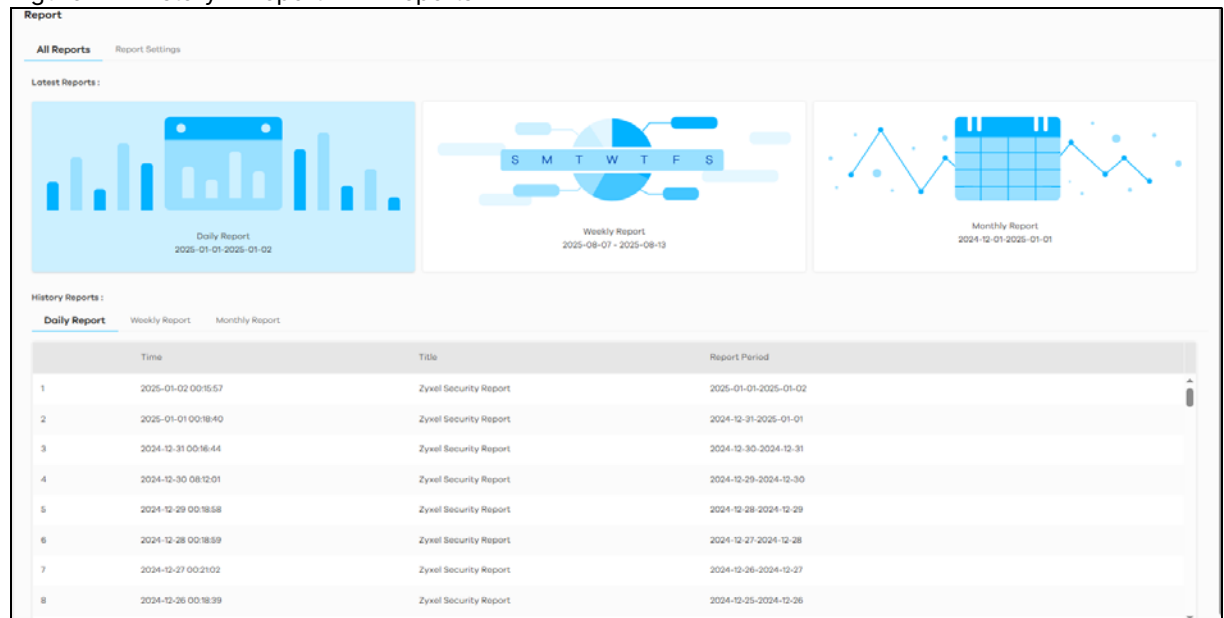 Report
All Reports Report Settings
Latest Reports :
S M T W T F S
Daily Report
2025-01-01-2025-01-02
Weekly Report
2025-08-07 - 2025-08-13
Monthly Report
2024-12-01-2025-01-01
History Reports :
Daily Report Weekly Report Monthly Report
Time Title Report Period
1 2025-01-02 00:15:57 Zyxel Security Report 2025-01-01-2025-01-02
2 2025-01-01 00:18:40 Zyxel Security Report 2024-12-31-2025-01-01
3 2024-12-31 00:16:44 Zyxel Security Report 2024-12-30-2024-12-31
4 2024-12-30 08:12:01 Zyxel Security Report 2024-12-29-2024-12-30
5 2024-12-29 00:18:58 Zyxel Security Report 2024-12-28-2024-12-29
6 2024-12-28 00:18:59 Zyxel Security Report 2024-12-27-2024-12-28
7 2024-12-27 00:21:02 Zyxel Security Report 2024-12-26-2024-12-27
8 2024-12-26 00:18:39 Zyxel Security Report 2024-12-25-2024-12-26